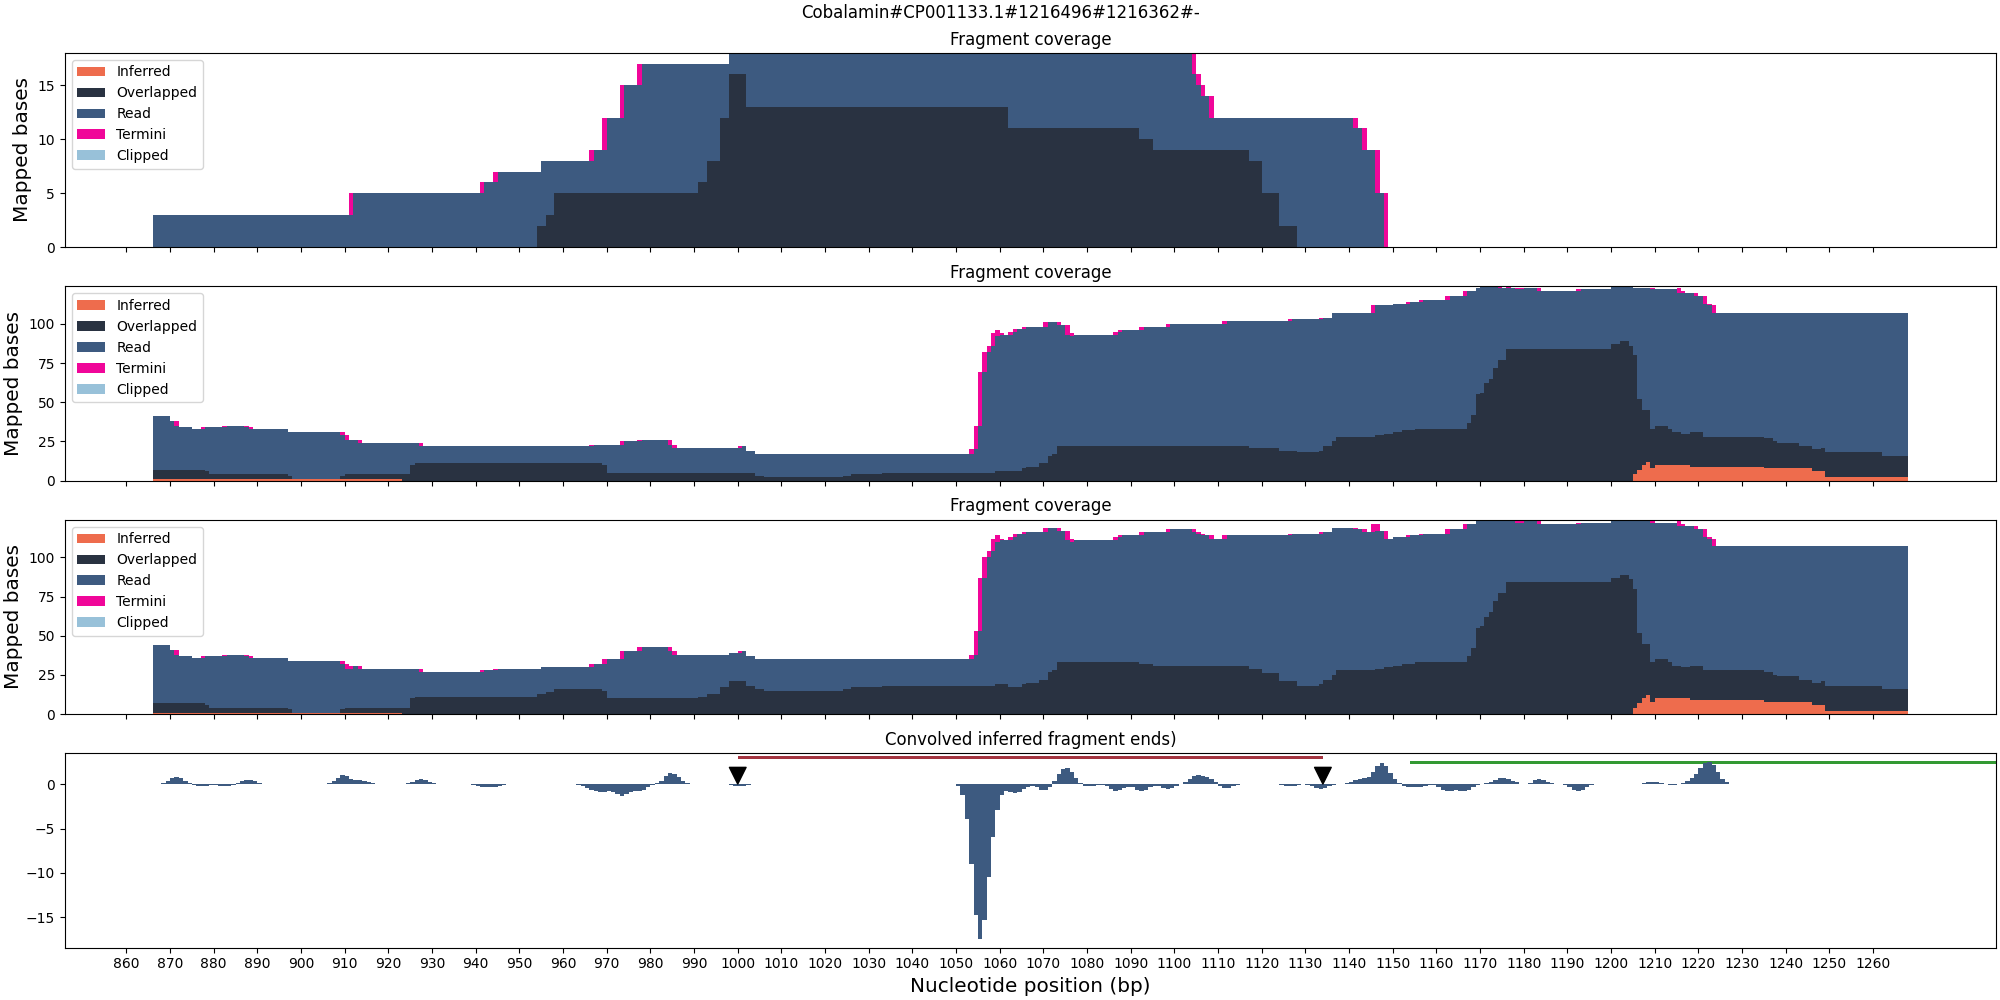 Cobalamin#CP001133.1#1216496#1216362#-
Fragment coverage
Mapped bases
15
10
5
0
Inferred
Overlapped
Read
Termini
Clipped
Fragment coverage
Mapped bases
100
75
50
25
0
Inferred
Overlapped
Read
Termini
Clipped
Fragment coverage
Mapped bases
100
75
50
25
0
Inferred
Overlapped
Read
Termini
Clipped
Convolved inferred fragment ends)
0
−5
−10
−15
860 870 880 890 900 910 920 930 940 950 960 970 980 990 1000 1010 1020 1030 1040 1050 1060 1070 1080 1090 1100 1110 1120 1130 1140 1150 1160 1170 1180 1190 1200 1210 1220 1230 1240 1250 1260
Nucleotide position (bp)